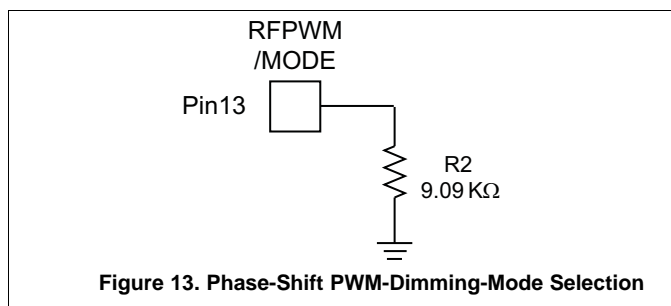 RFPWM
/MODE
Pin13
R2
9.09 KΩ
Figure 13. Phase-Shift PWM-Dimming-Mode Selection